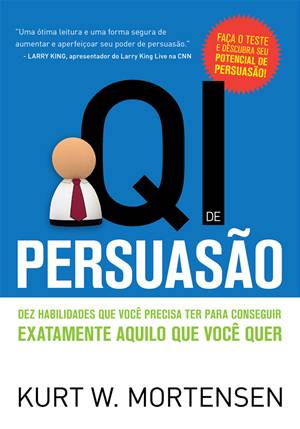 "Uma ótima leitura e uma forma segura de
aumentar e aperfeiçoar seu poder de persuasão."
- LARRY KING, apresentador do Larry King Live na CNN
FAÇA O TESTE
E DESCUBRA SEU
POTENCIAL DE
PERSUASÃO!
QI
DE
PERSUASÃO
DEZ HABILIDADES QUE VOCÊ PRECISA TER PARA CONSEGUIR
EXATAMENTE AQUILO QUE VOCÊ QUER
KURT W. MORTENSEN